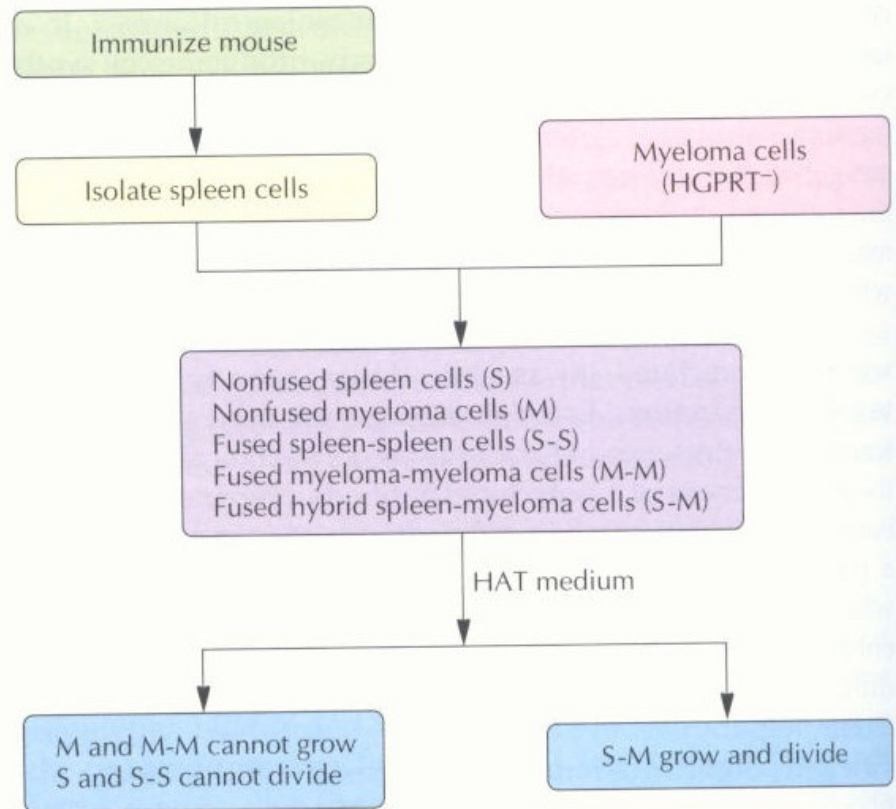 Immunize mouse
Isolate spleen cells
Myeloma cells
(HGPRT⁻)
Nonfused spleen cells (S)
Nonfused myeloma cells (M)
Fused spleen-spleen cells (S-S)
Fused myeloma-myeloma cells (M-M)
Fused hybrid spleen-myeloma cells (S-M)
HAT medium
M and M-M cannot grow
S and S-S cannot divide
S-M grow and divide